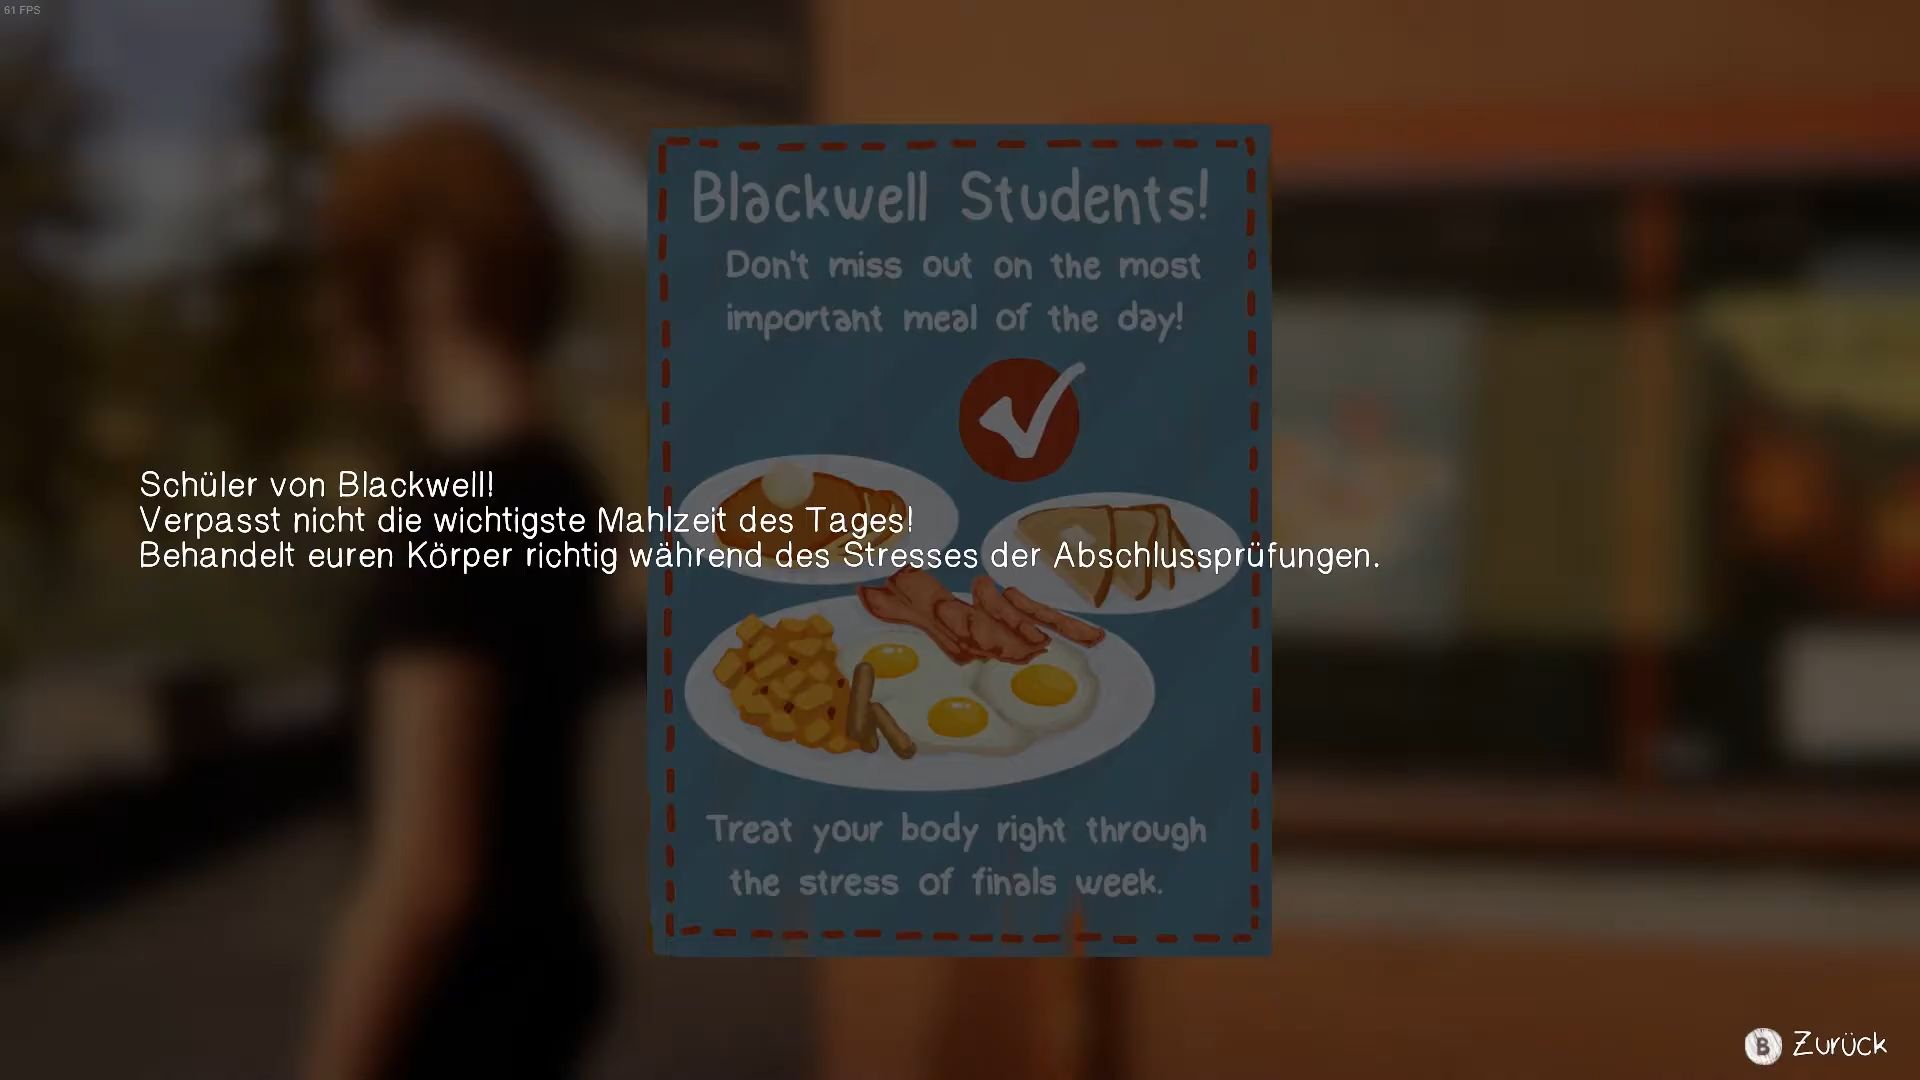 61 FPS
Blackwell Students!
Don't miss out on the most
important meal of the day!
Schüler von Blackwell!
Verpasst nicht die wichtigste Mahlzeit des Tages!
Behandelt euren Körper richtig während des Stresses der Abschlussprüfungen.
Treat your body right through
the stress of finals week.
B Zurück